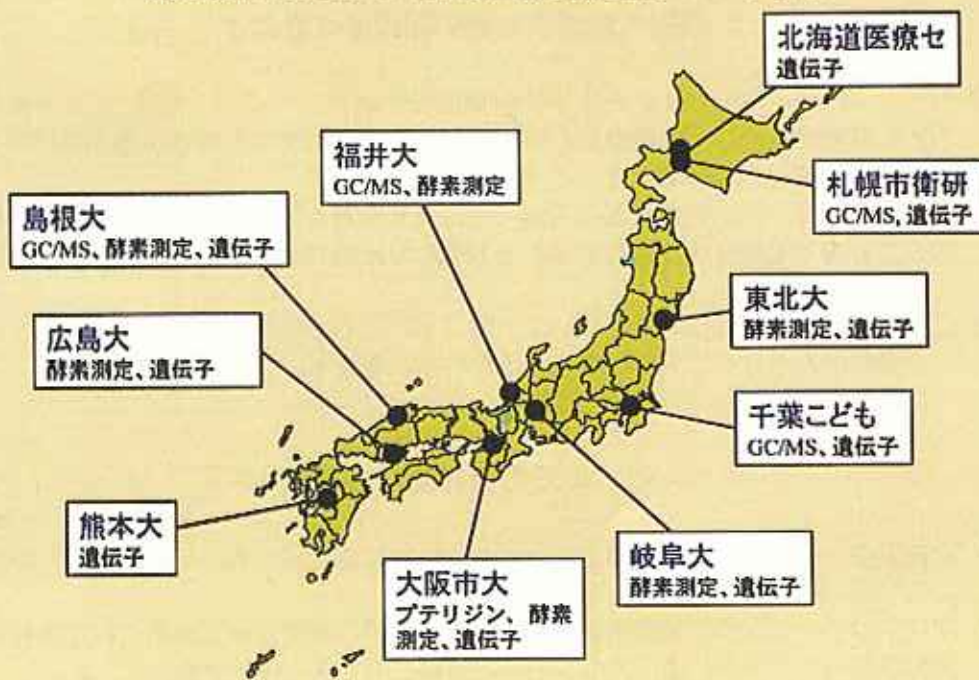 北海道医療セ
遺伝子
福井大
GC/MS、酵素測定
札幌市衛研
GC/MS, 遺伝子
島根大
GC/MS、酵素測定、遺伝子
東北大
酵素測定、遺伝子
広島大
酵素測定、遺伝子
千葉こども
GC/MS、遺伝子
熊本大
遺伝子
岐阜大
酵素測定、遺伝子
大阪市大
プテリジン、酵素
測定、遺伝子